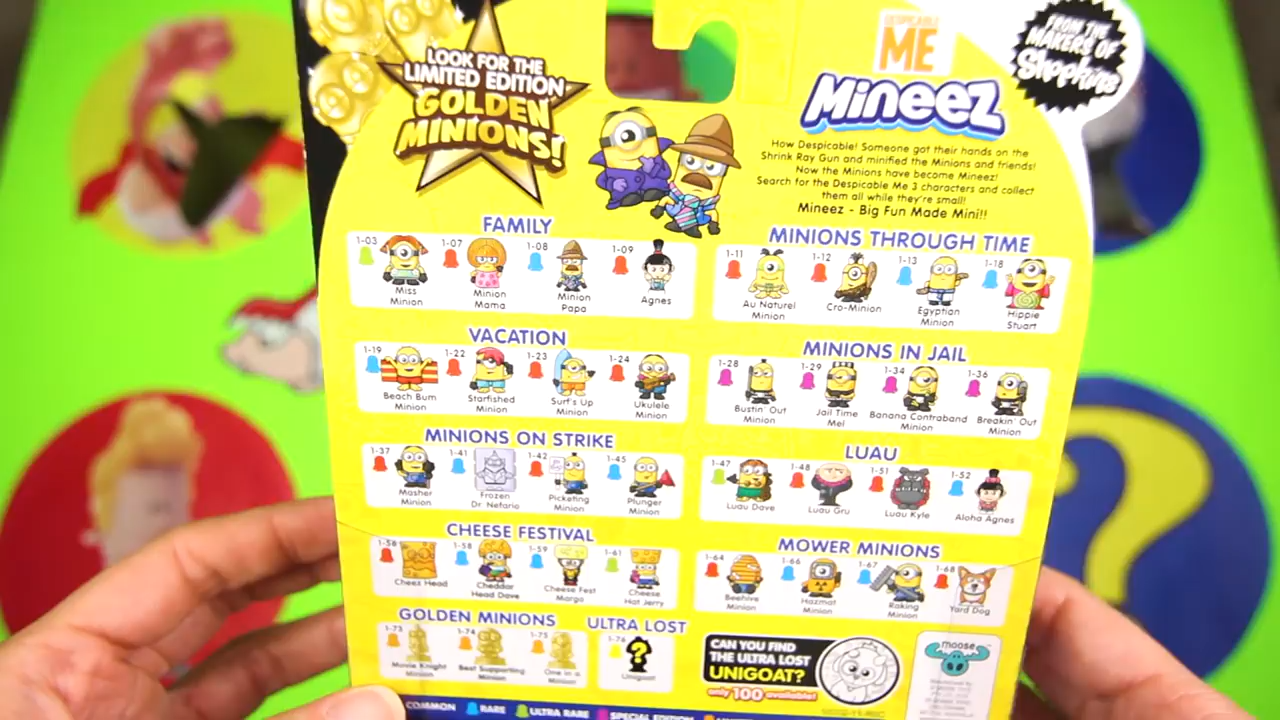 LOOK FOR THE
LIMITED EDITION
GOLDEN
MINIONS!
DESPICABLE
ME
MiNeeZ
FROM THE
MAKERS OF
Shopkins
How Despicable! Someone got their hands on the
Shrink Ray Gun and minified the Minions and friends!
Now the Minions have become Mineez!
Search for the Despicable Me 3 characters and collect
them all while they're small!
Mineez - Big Fun Made Mini!!
FAMILY
1-03 1-07 1-08 1-09
Miss Minion
Minion Mama
Minion Papa
Agnes
MINIONS THROUGH TIME
1-11 1-12 1-13 1-18
Au Naturel Minion
Cro-Minion
Egyptian Minion
Hippie Stuart
VACATION
1-19 1-22 1-23 1-24
Beach Bum Minion
Starfished Minion
Surf's Up Minion
Ukulele Minion
MINIONS IN JAIL
1-28 1-29 1-34 1-36
Bustin' Out Minion
Jail Time Mel
Banana Contraband Minion
Breakin' Out Minion
MINIONS ON STRIKE
1-37 1-41 1-42 1-45
Masher Minion
Frozen Dr Nefario
Picketing Minion
Plunger Minion
LUAU
1-47 1-48 1-51 1-52
Luau Dave
Luau Gru
Luau Kyle
Aloha Agnes
CHEESE FESTIVAL
1-56 1-58 1-59 1-61
Cheez Head
Cheddar Head Dave
Cheese Fest Margo
Cheese Hat Jerry
MOWER MINIONS
1-64 1-66 1-67 1-68
Beehive Minion
Hazmat Minion
Raking Minion
Yard Dog
GOLDEN MINIONS
1-73 1-74 1-75
Movie Knight Minion
Best Supporting Minion
One in a Minion
ULTRA LOST
1-76
?
Unigoat
CAN YOU FIND
THE ULTRA LOST
UNIGOAT?
only 100 available!
moose
COMMON RARE ULTRA RARE SPECIAL EDITION